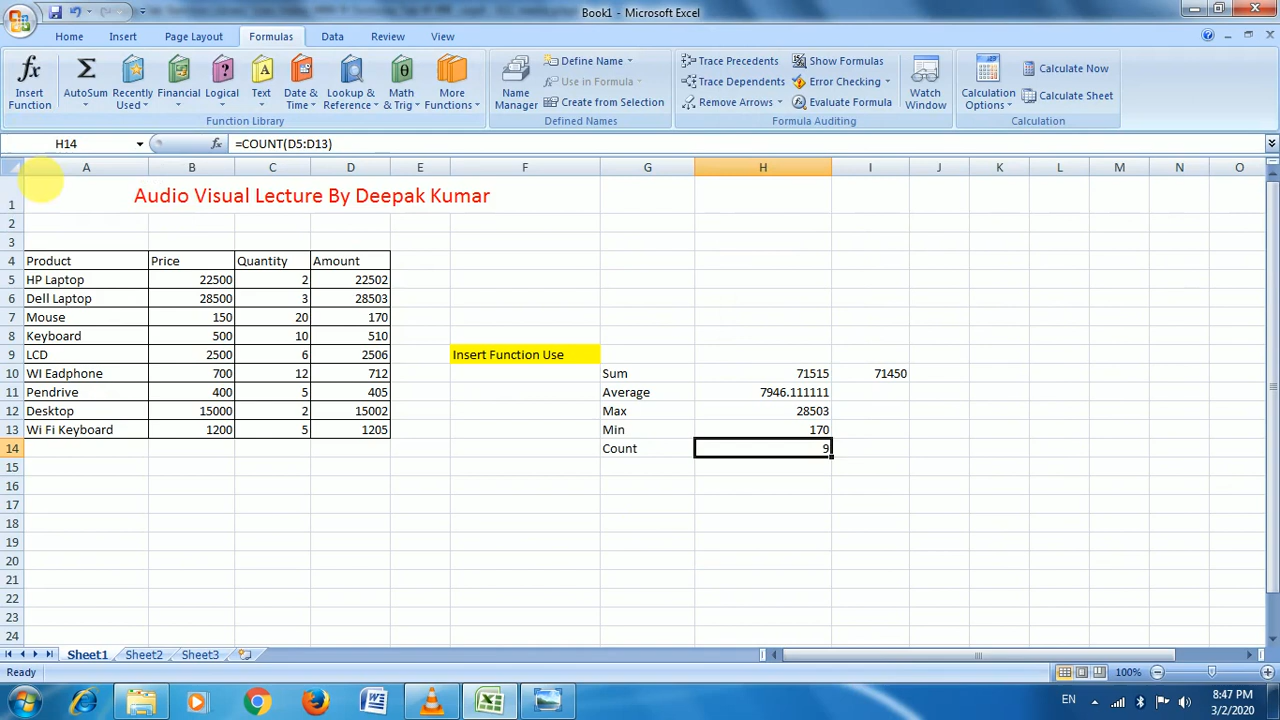 Book1 - Microsoft Excel
Home Insert Page Layout Formulas Data Review View
Insert Function
AutoSum
Recently Used
Financial
Logical
Text
Date & Time
Lookup & Reference
Math & Trig
More Functions
Function Library
Name Manager
Define Name
Use in Formula
Create from Selection
Defined Names
Trace Precedents
Trace Dependents
Remove Arrows
Show Formulas
Error Checking
Evaluate Formula
Formula Auditing
Watch Window
Calculation Options
Calculate Now
Calculate Sheet
Calculation
H14 fx =COUNT(D5:D13)
A B C D E F G H I J K L M N O
1 Audio Visual Lecture By Deepak Kumar
2
3
4 Product Price Quantity Amount
5 HP Laptop 22500 2 22502
6 Dell Laptop 28500 3 28503
7 Mouse 150 20 170
8 Keyboard 500 10 510
9 LCD 2500 6 2506 Insert Function Use
10 WI Eadphone 700 12 712 Sum 71515 71450
11 Pendrive 400 5 405 Average 7946.111111
12 Desktop 15000 2 15002 Max 28503
13 Wi Fi Keyboard 1200 5 1205 Min 170
14 Count 9
15
16
17
18
19
20
21
22
23
24
Sheet1 Sheet2 Sheet3
Ready 100%
EN 8:47 PM
3/2/2020